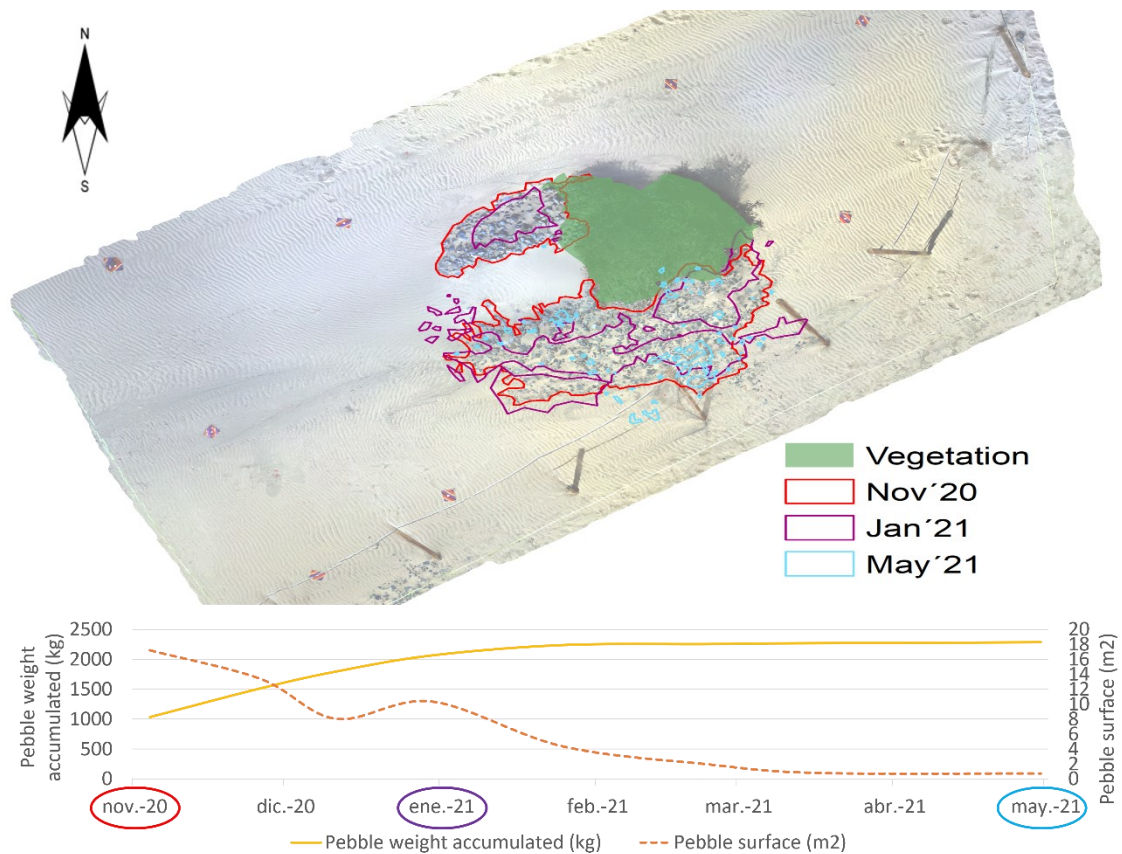 N
S
Vegetation
Nov´20
Jan´21
May´21
Pebble weight
accumulated (kg)
2500
2000
1500
1000
500
0
20
18
16
14
12
10
8
6
4
2
0
Pebble surface (m2)
nov.-20 dic.-20 ene.-21 feb.-21 mar.-21 abr.-21 may.-21
Pebble weight accumulated (kg) Pebble surface (m2)